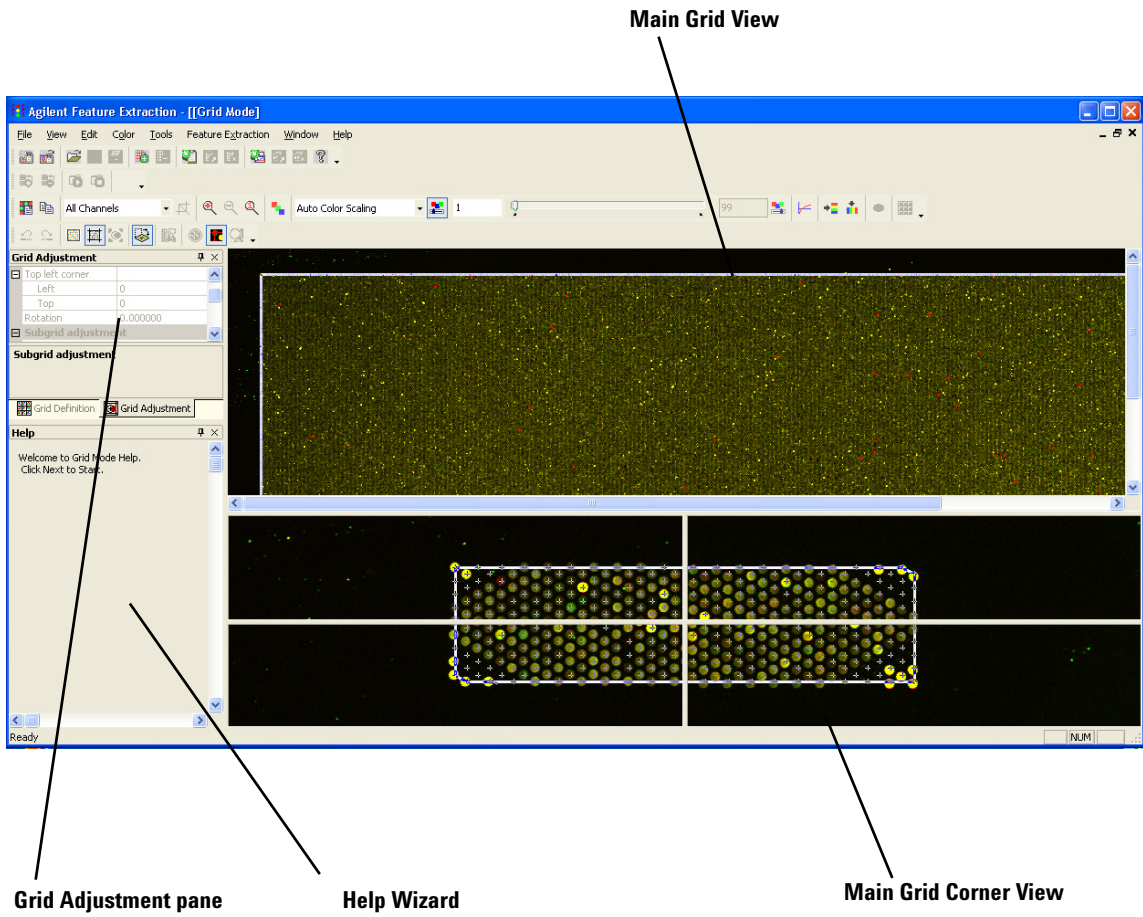 Main Grid View
Agilent Feature Extraction - [[Grid Mode]
File View Edit Color Tools Feature Extraction Window Help
All Channels
Auto Color Scaling
1
99
Grid Adjustment
Top left corner
Left 0
Top 0
Rotation 0.000000
Subgrid adjustment
Subgrid adjustment
Grid Definition Grid Adjustment
Help
Welcome to Grid Mode Help.
Click Next to Start.
Ready
NUM
Grid Adjustment pane
Help Wizard
Main Grid Corner View